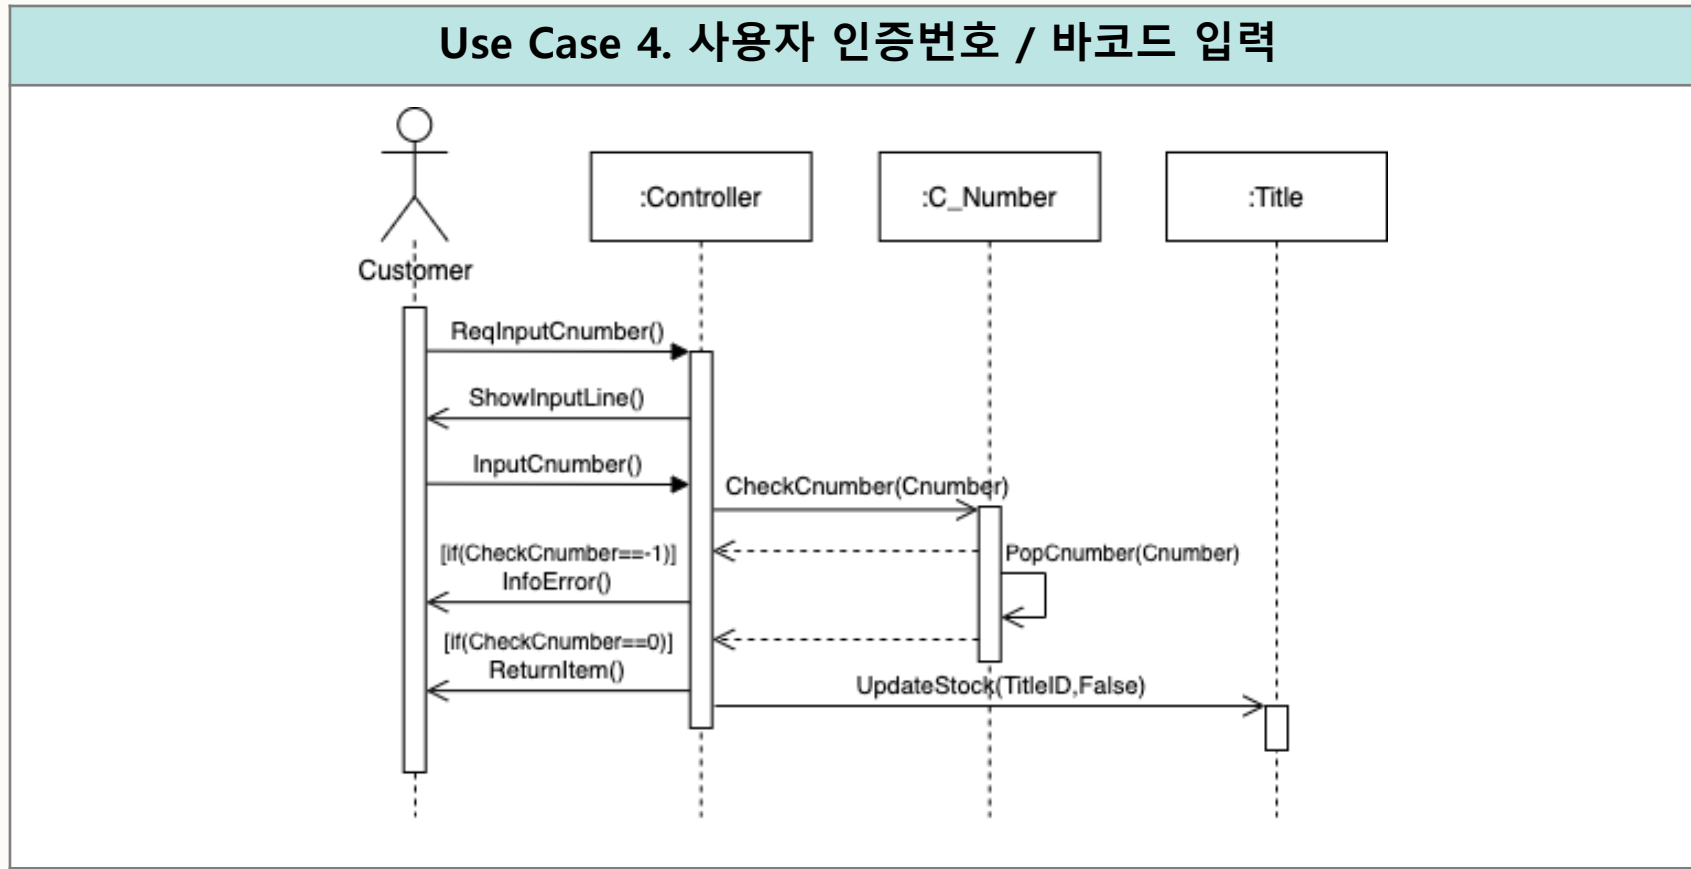 Use Case 4. 사용자 인증번호 / 바코드 입력
:Controller
:C_Number
:Title
Customer
ReqInputCnumber()
ShowInputLine()
InputCnumber()
CheckCnumber(Cnumber)
[if(CheckCnumber==-1)]
InfoError()
PopCnumber(Cnumber)
[if(CheckCnumber==0)]
ReturnItem()
UpdateStock(TitleID,False)